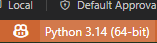 Local
Default Approva
Python 3.14 (64-bit)